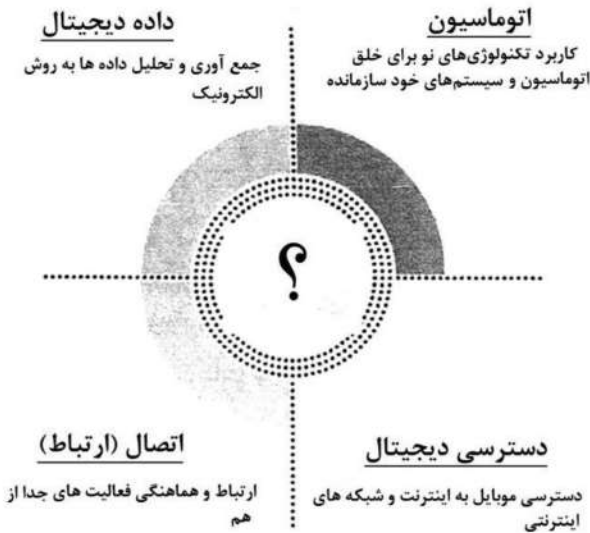 اتوماسیون
کاربرد تکنولوژی‌های نو برای خلق
اتوماسیون و سیستم‌های خود سازمانده
داده دیجیتال
جمع آوری و تحلیل داده ها به روش
الکترونیک
؟
دسترسی دیجیتال
دسترسی موبایل به اینترنت و شبکه های
اینترنتی
اتصال (ارتباط)
ارتباط و هماهنگی فعالیت های جدا از
هم